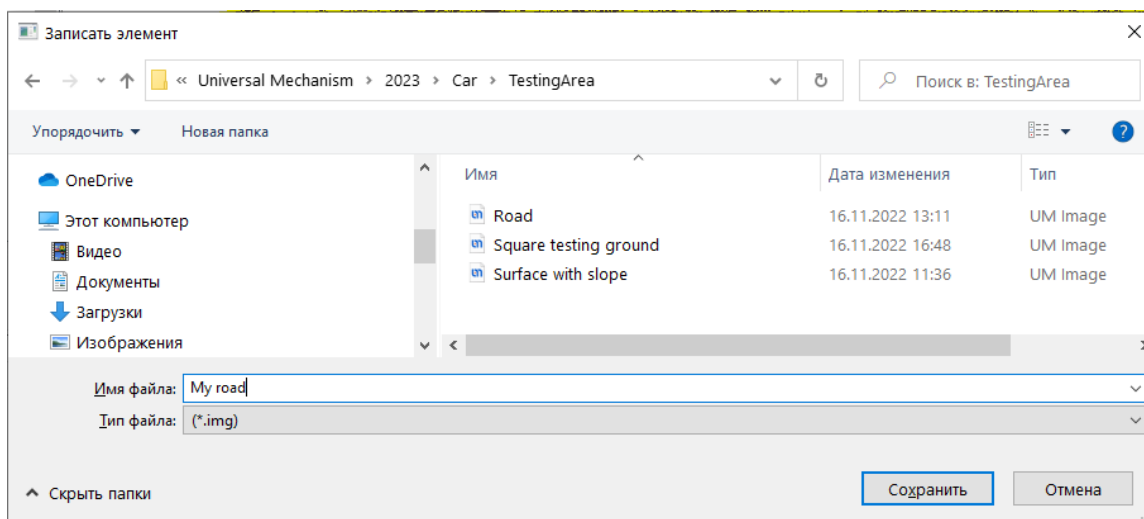 Записать элемент
« Universal Mechanism › 2023 › Car › TestingArea
Поиск в: TestingArea
Упорядочить
Новая папка
OneDrive
Этот компьютер
Видео
Документы
Загрузки
Изображения
Имя Дата изменения Тип
Road 16.11.2022 13:11 UM Image
Square testing ground 16.11.2022 16:48 UM Image
Surface with slope 16.11.2022 11:36 UM Image
Имя файла: My road
Тип файла: (*.img)
Скрыть папки
Сохранить
Отмена